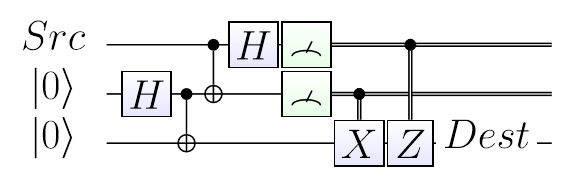 Src H
|0⟩ H
|0⟩ X Z Dest